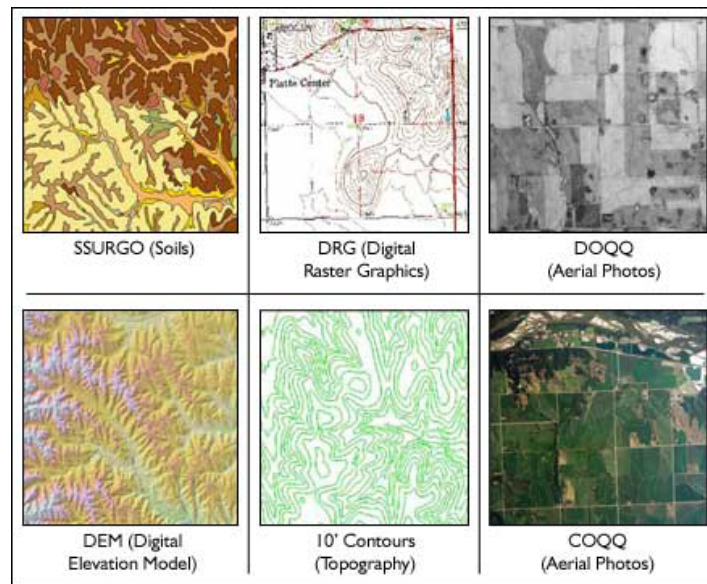 Platte Center
18
SSURGO (Soils)
DRG (Digital
Raster Graphics)
DOQQ
(Aerial Photos)
DEM (Digital
Elevation Model)
10' Contours
(Topography)
COQQ
(Aerial Photos)